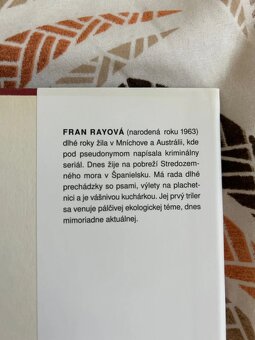 FRAN RAYOVÁ (narodená roku 1963)
dlhé roky žila v Mníchove a Austrálii, kde
pod pseudonymom napísala kriminálny
seriál. Dnes žije na pobreží Stredozem-
ného mora v Španielsku. Má rada dlhé
prechádzky so psami, výlety na plachet-
nici a je vášnivou kuchárkou. Jej prvý triler
sa venuje pálčivej ekologickej téme, dnes
mimoriadne aktuálnej.